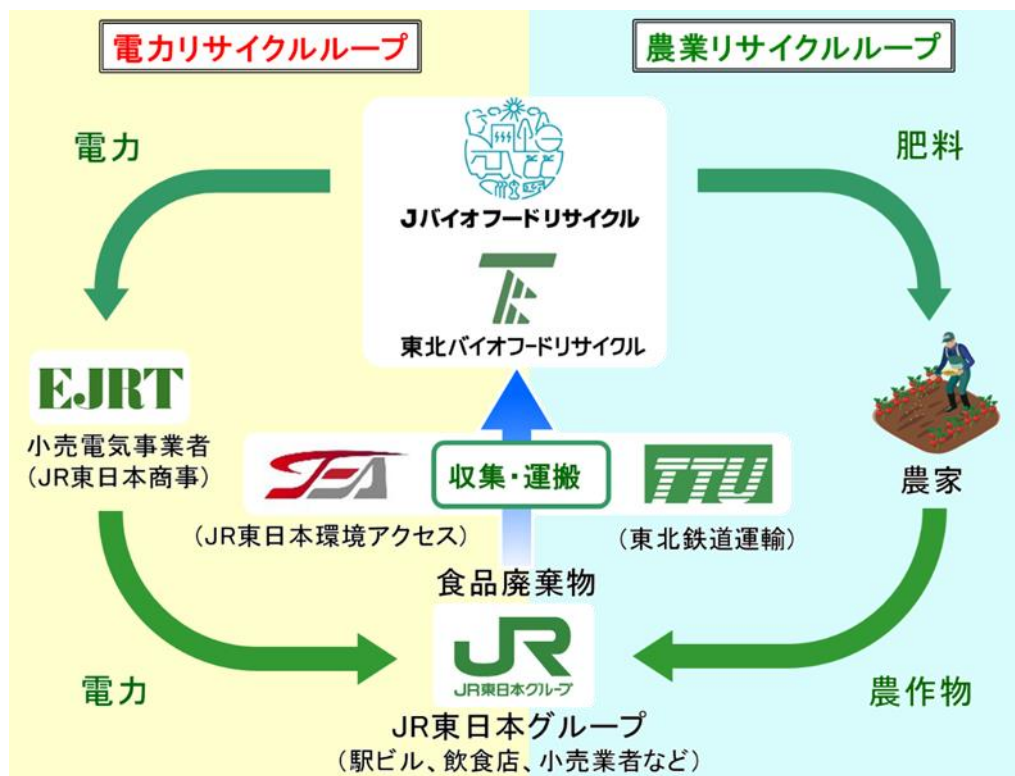 電力リサイクルループ
農業リサイクルループ
電力
肥料
Jバイオフードリサイクル
東北バイオフードリサイクル
EJRT
小売電気事業者
(JR東日本商事)
JEA
収集・運搬
TTU
(JR東日本環境アクセス)
(東北鉄道運輸)
農家
食品廃棄物
JR
JR東日本グループ
電力
農作物
JR東日本グループ
(駅ビル、飲食店、小売業者など)